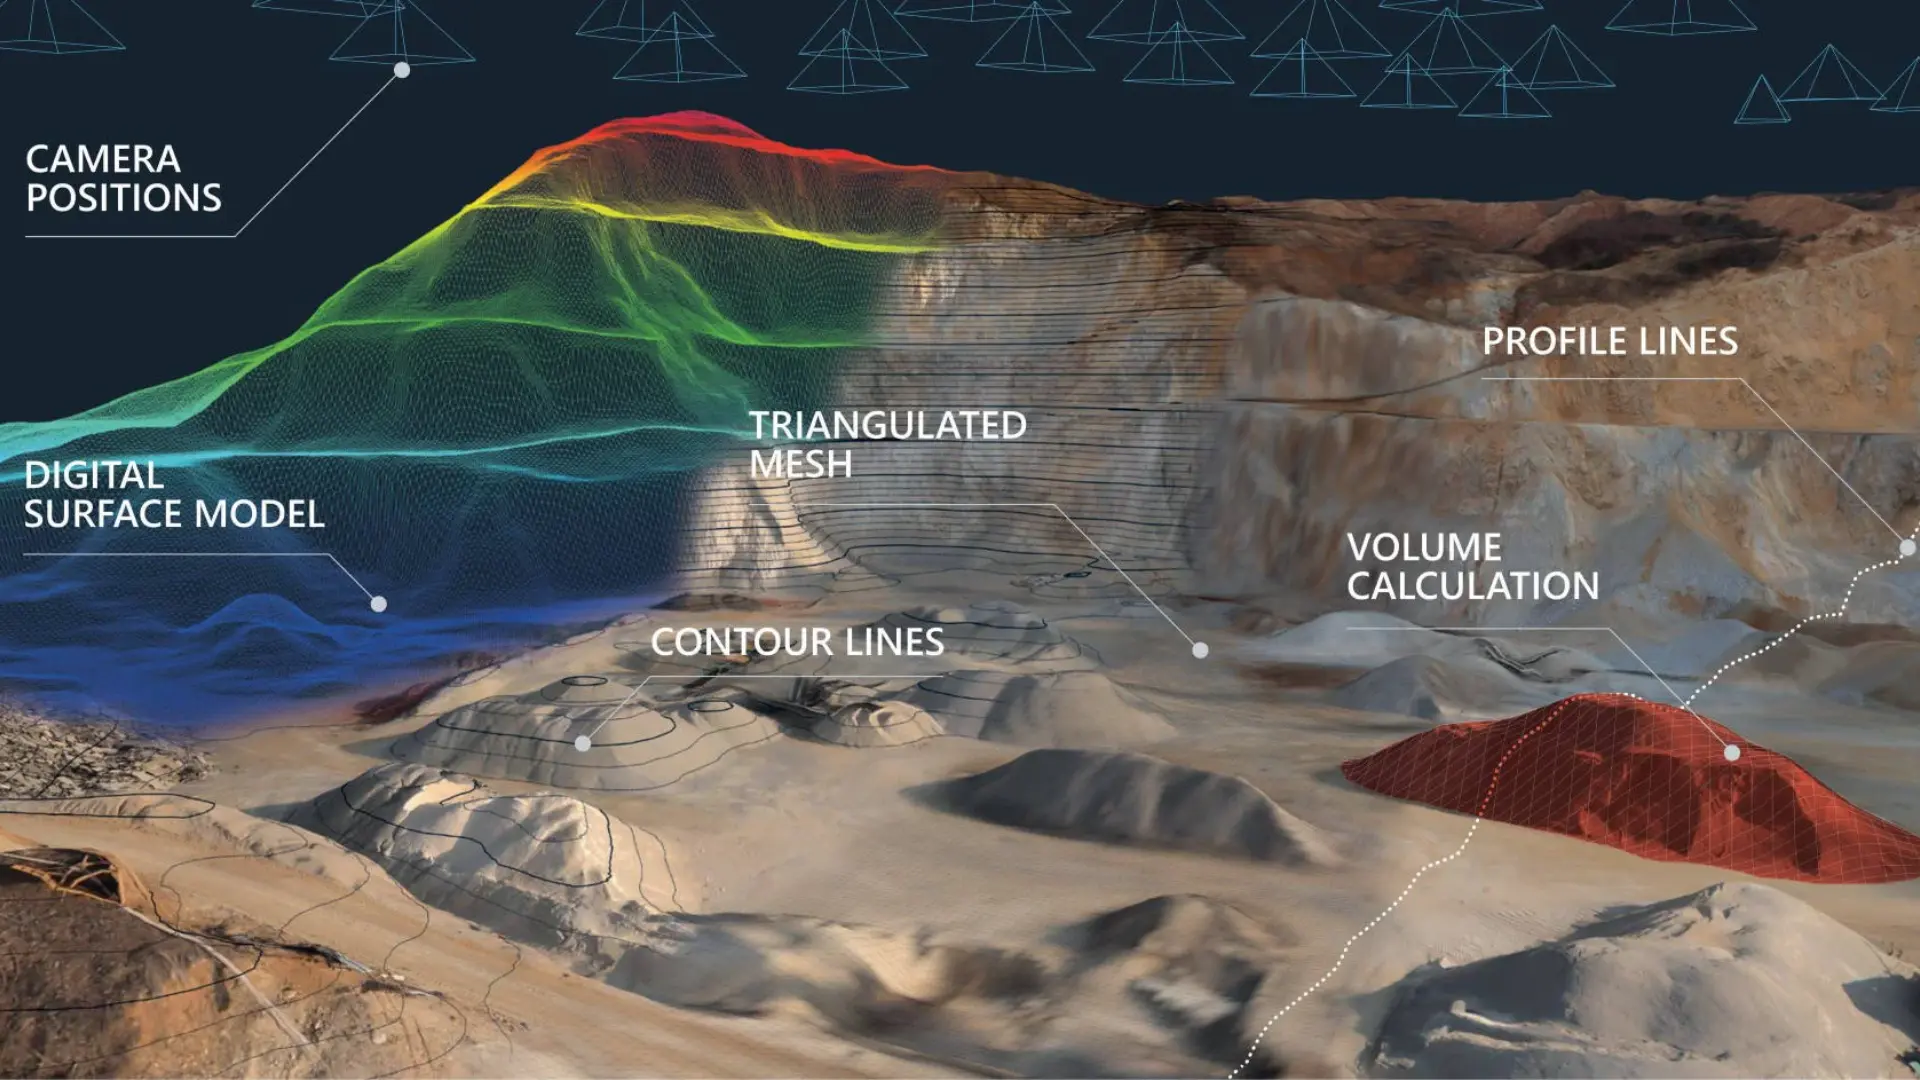 CAMERA
POSITIONS
DIGITAL
SURFACE MODEL
TRIANGULATED
MESH
CONTOUR LINES
PROFILE LINES
VOLUME
CALCULATION